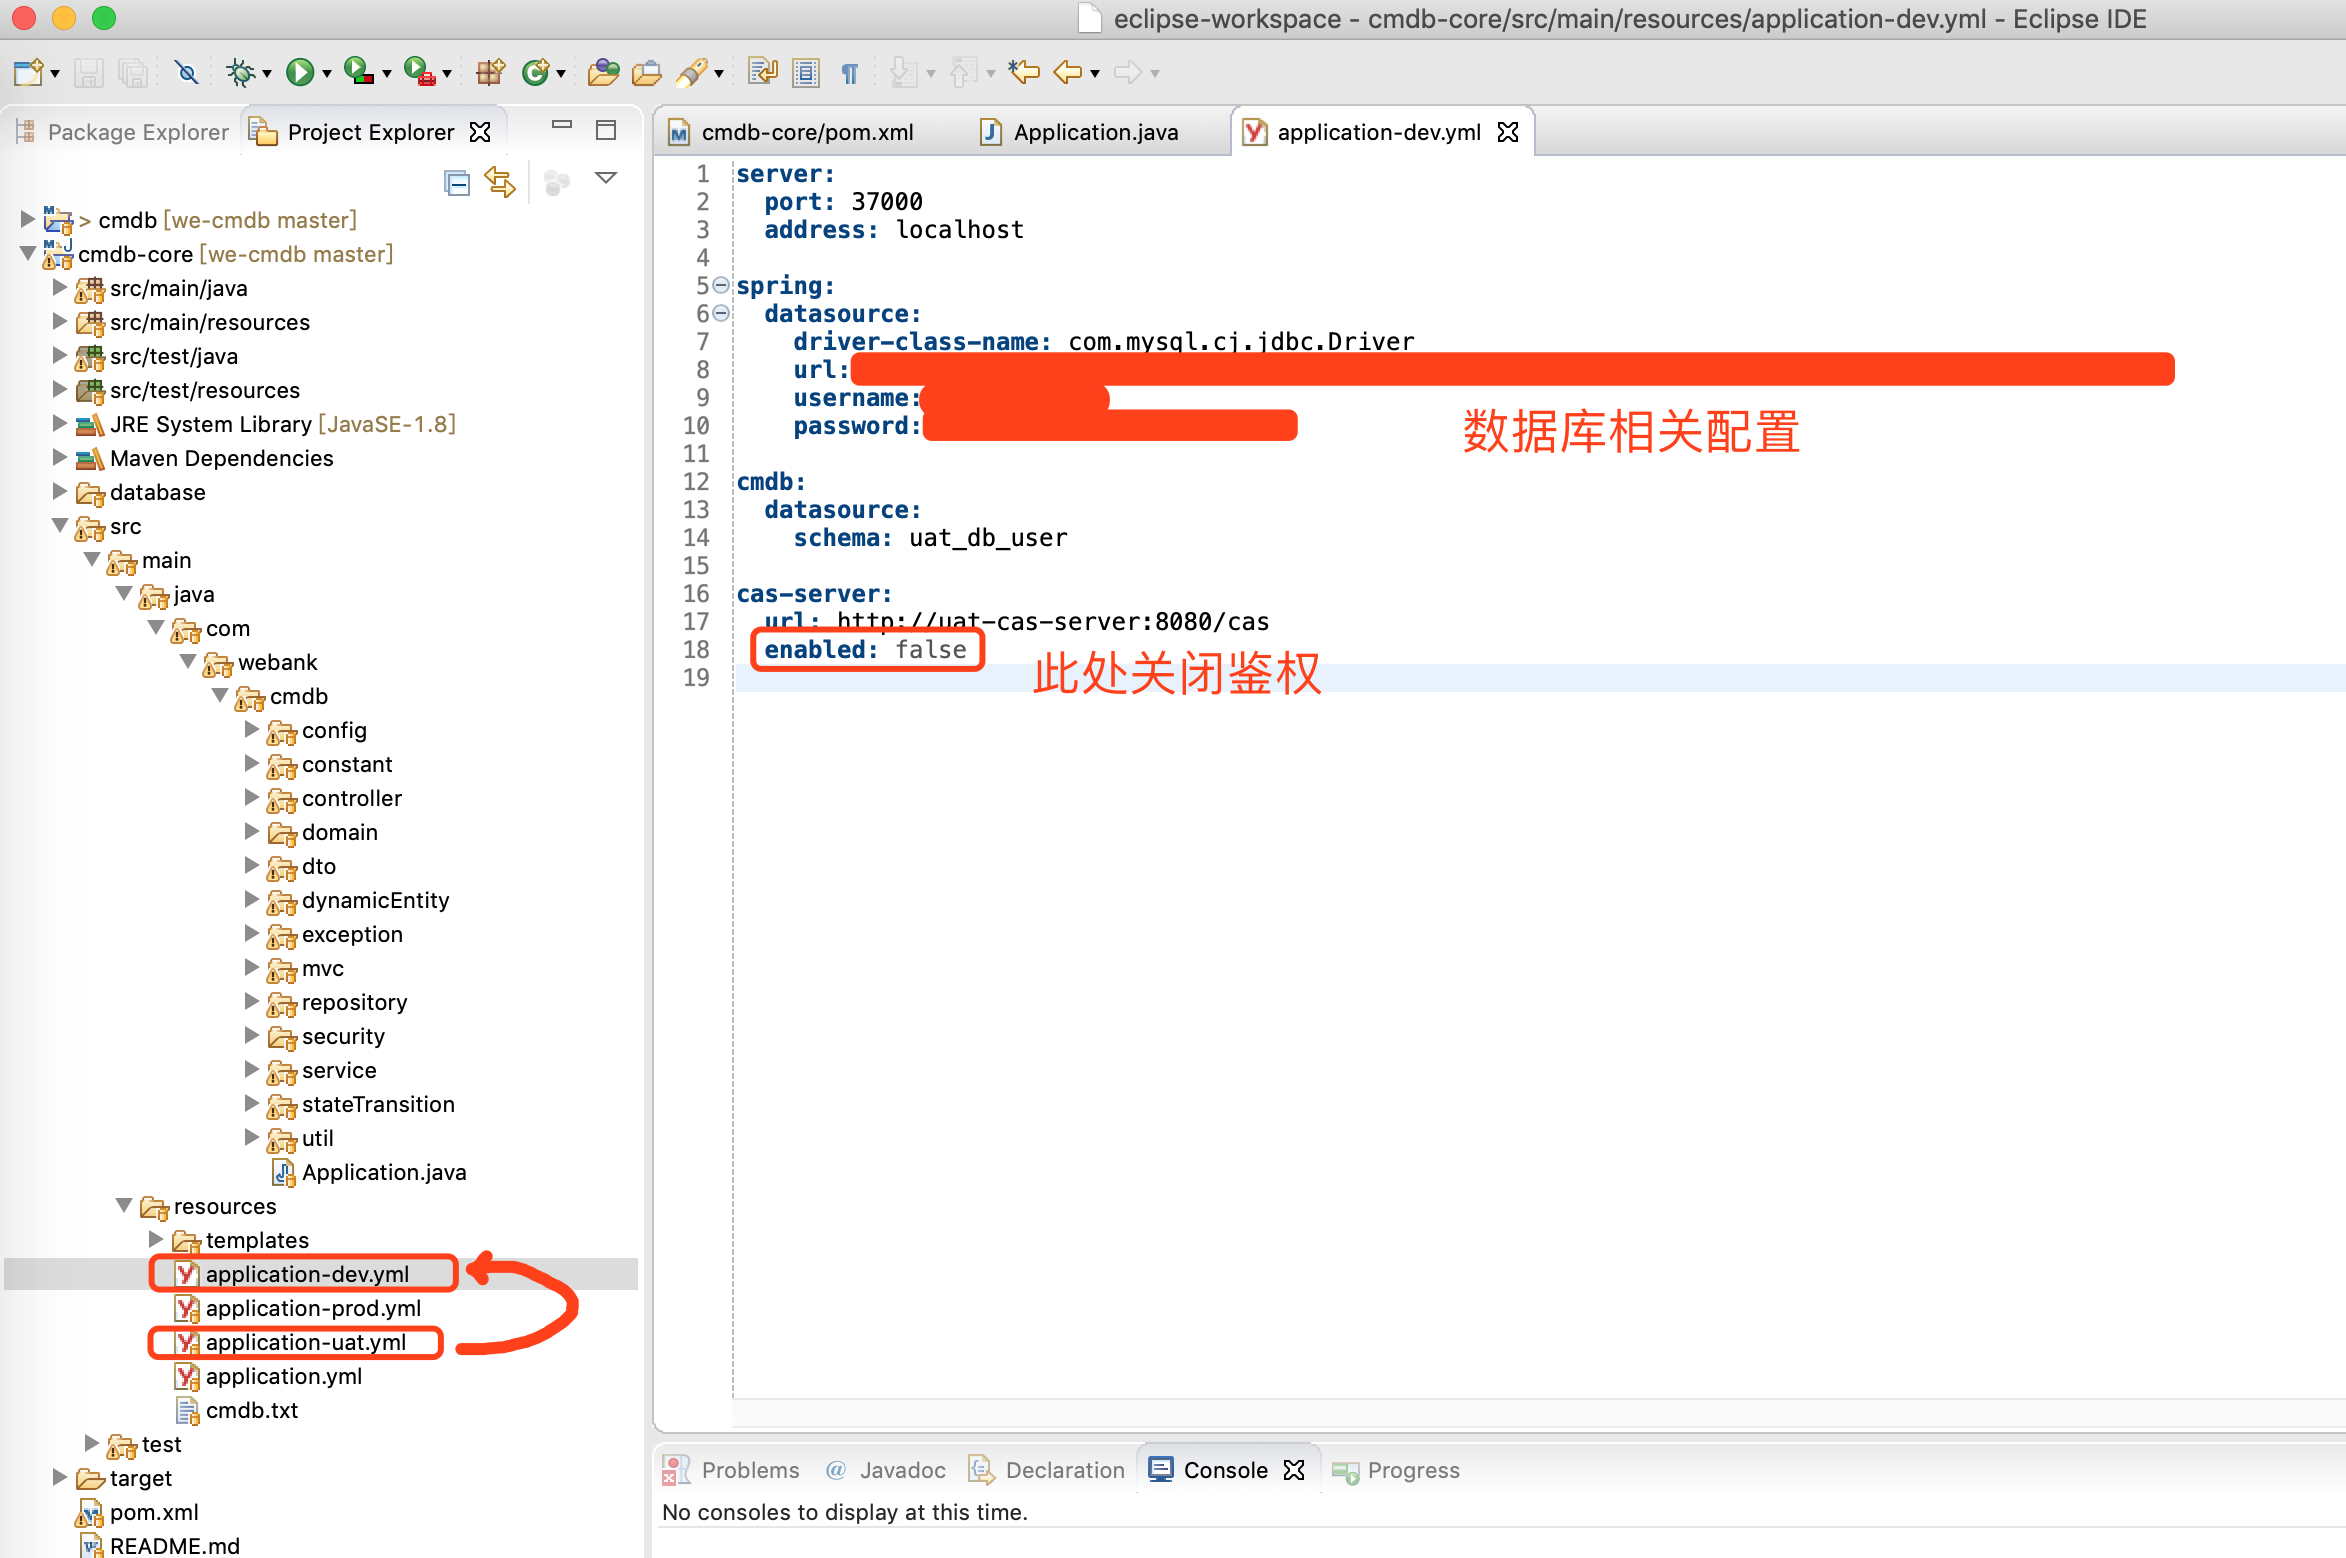 eclipse-workspace - cmdb-core/src/main/resources/application-dev.yml - Eclipse IDE
Package Explorer
Project Explorer
> cmdb [we-cmdb master]
cmdb-core [we-cmdb master]
src/main/java
src/main/resources
src/test/java
src/test/resources
JRE System Library [JavaSE-1.8]
Maven Dependencies
database
src
main
java
com
webank
cmdb
config
constant
controller
domain
dto
dynamicEntity
exception
mvc
repository
security
service
stateTransition
util
Application.java
resources
templates
application-dev.yml
application-prod.yml
application-uat.yml
application.yml
cmdb.txt
test
target
pom.xml
README.md
cmdb-core/pom.xml
Application.java
application-dev.yml
1 server:
2 port: 37000
3 address: localhost
4
5 spring:
6 datasource:
7 driver-class-name: com.mysql.cj.jdbc.Driver
8 url:
9 username:
10 password:
数据库相关配置
11
12 cmdb:
13 datasource:
14 schema: uat_db_user
15
16 cas-server:
17 url: http://uat-cas-server:8080/cas
18 enabled: false
此处关闭鉴权
19
Problems
Javadoc
Declaration
Console
Progress
No consoles to display at this time.